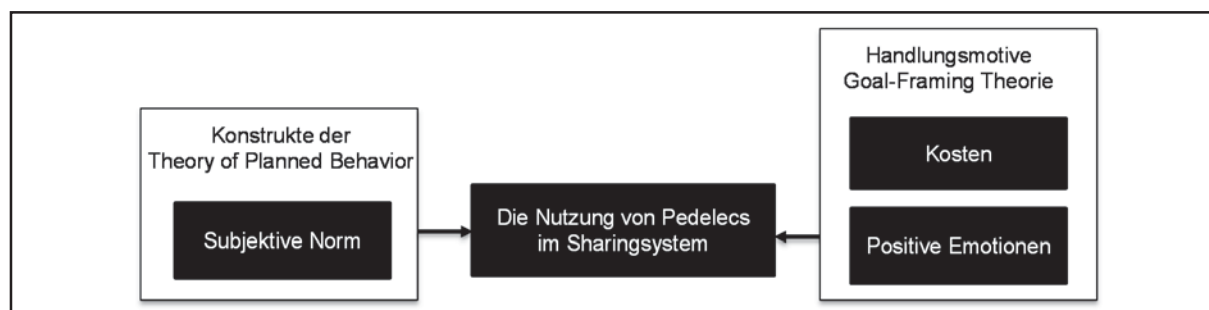 Konstrukte der
Theory of Planned Behavior
Subjektive Norm
Die Nutzung von Pedelecs
im Sharingsystem
Handlungsmotive
Goal-Framing Theorie
Kosten
Positive Emotionen